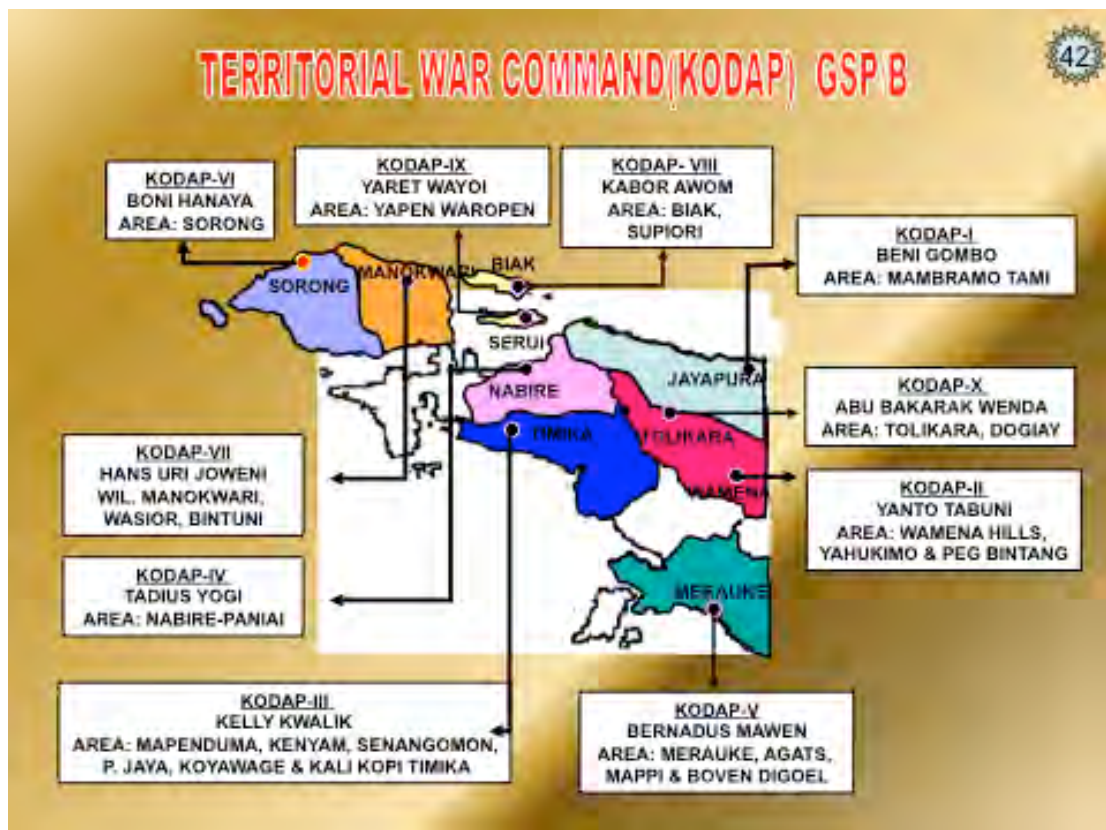 42
TERRITORIAL WAR COMMAND(KODAP) GSP B
KODAP-VI
BONI HANAYA
AREA: SORONG
KODAP-IX
YARET WAYOI
AREA: YAPEN WAROPEN
KODAP- VIII
KABOR AWOM
AREA: BIAK,
SUPIORI
KODAP-I
BENI GOMBO
AREA: MAMBRAMO TAMI
SORONG
MANOKWARI
BIAK
SERUI
NABIRE
JAYAPURA
TIMIKA
TOLIKARA
WAMENA
MERAUKE
KODAP-X
ABU BAKARAK WENDA
AREA: TOLIKARA, DOGIAY
KODAP-VII
HANS URI JOWENI
WIL. MANOKWARI,
WASIOR, BINTUNI
KODAP-II
YANTO TABUNI
AREA: WAMENA HILLS,
YAHUKIMO & PEG BINTANG
KODAP-IV
TADIUS YOGI
AREA: NABIRE-PANIAI
KODAP-III
KELLY KWALIK
AREA: MAPENDUMA, KENYAM, SENANGOMON,
P. JAYA, KOYAWAGE & KALI KOPI TIMIKA
KODAP-V
BERNADUS MAWEN
AREA: MERAUKE, AGATS,
MAPPI & BOVEN DIGOEL